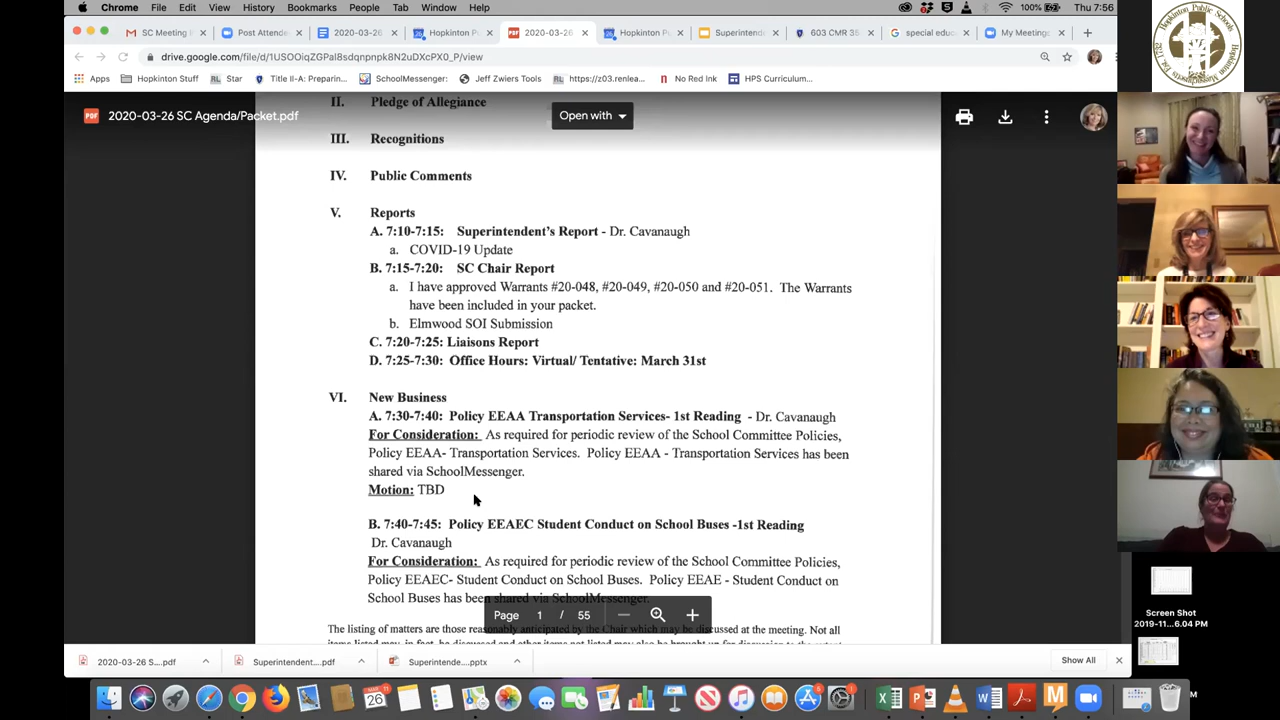 Chrome File Edit View History Bookmarks People Tab Window Help 100% Thu 7:56
SC Meeting Post Attende 2020-03-26 Hopkinton P 2020-03-26 Hopkinton Pu Superintend 603 CMR 35 special educ My Meetings
drive.google.com/file/d/1USOOiqZGPaI8sdqnpnpk8N2uDXcPX0_P/view
Apps Hopkinton Stuff Star Title II-A: Preparin... SchoolMessenger: Jeff Zwiers Tools https://z03.renlea... No Red Ink HPS Curriculum...
Hopkinton Public Schools
2020-03-26 SC Agenda/Packet.pdf
Open with
II. Pledge of Allegiance
III. Recognitions
IV. Public Comments
V. Reports
A. 7:10-7:15: Superintendent's Report - Dr. Cavanaugh
a. COVID-19 Update
B. 7:15-7:20: SC Chair Report
a. I have approved Warrants #20-048, #20-049, #20-050 and #20-051. The Warrants
have been included in your packet.
b. Elmwood SOI Submission
C. 7:20-7:25: Liaisons Report
D. 7:25-7:30: Office Hours: Virtual/ Tentative: March 31st
VI. New Business
A. 7:30-7:40: Policy EEAA Transportation Services- 1st Reading - Dr. Cavanaugh
For Consideration: As required for periodic review of the School Committee Policies,
Policy EEAA- Transportation Services. Policy EEAA - Transportation Services has been
shared via SchoolMessenger.
Motion: TBD
B. 7:40-7:45: Policy EEAEC Student Conduct on School Buses -1st Reading
Dr. Cavanaugh
For Consideration: As required for periodic review of the School Committee Policies,
Policy EEAEC- Student Conduct on School Buses. Policy EEAE - Student Conduct on
School Buses has been shared via SchoolMessenger.
Page 1 / 55
The listing of matters are those reasonably anticipated by the Chair which may be discussed at the meeting. Not all
Screen Shot
2019-11...6.04 PM
2020-03-26 S....pdf Superintendent....pdf Superintende....pptx Show All